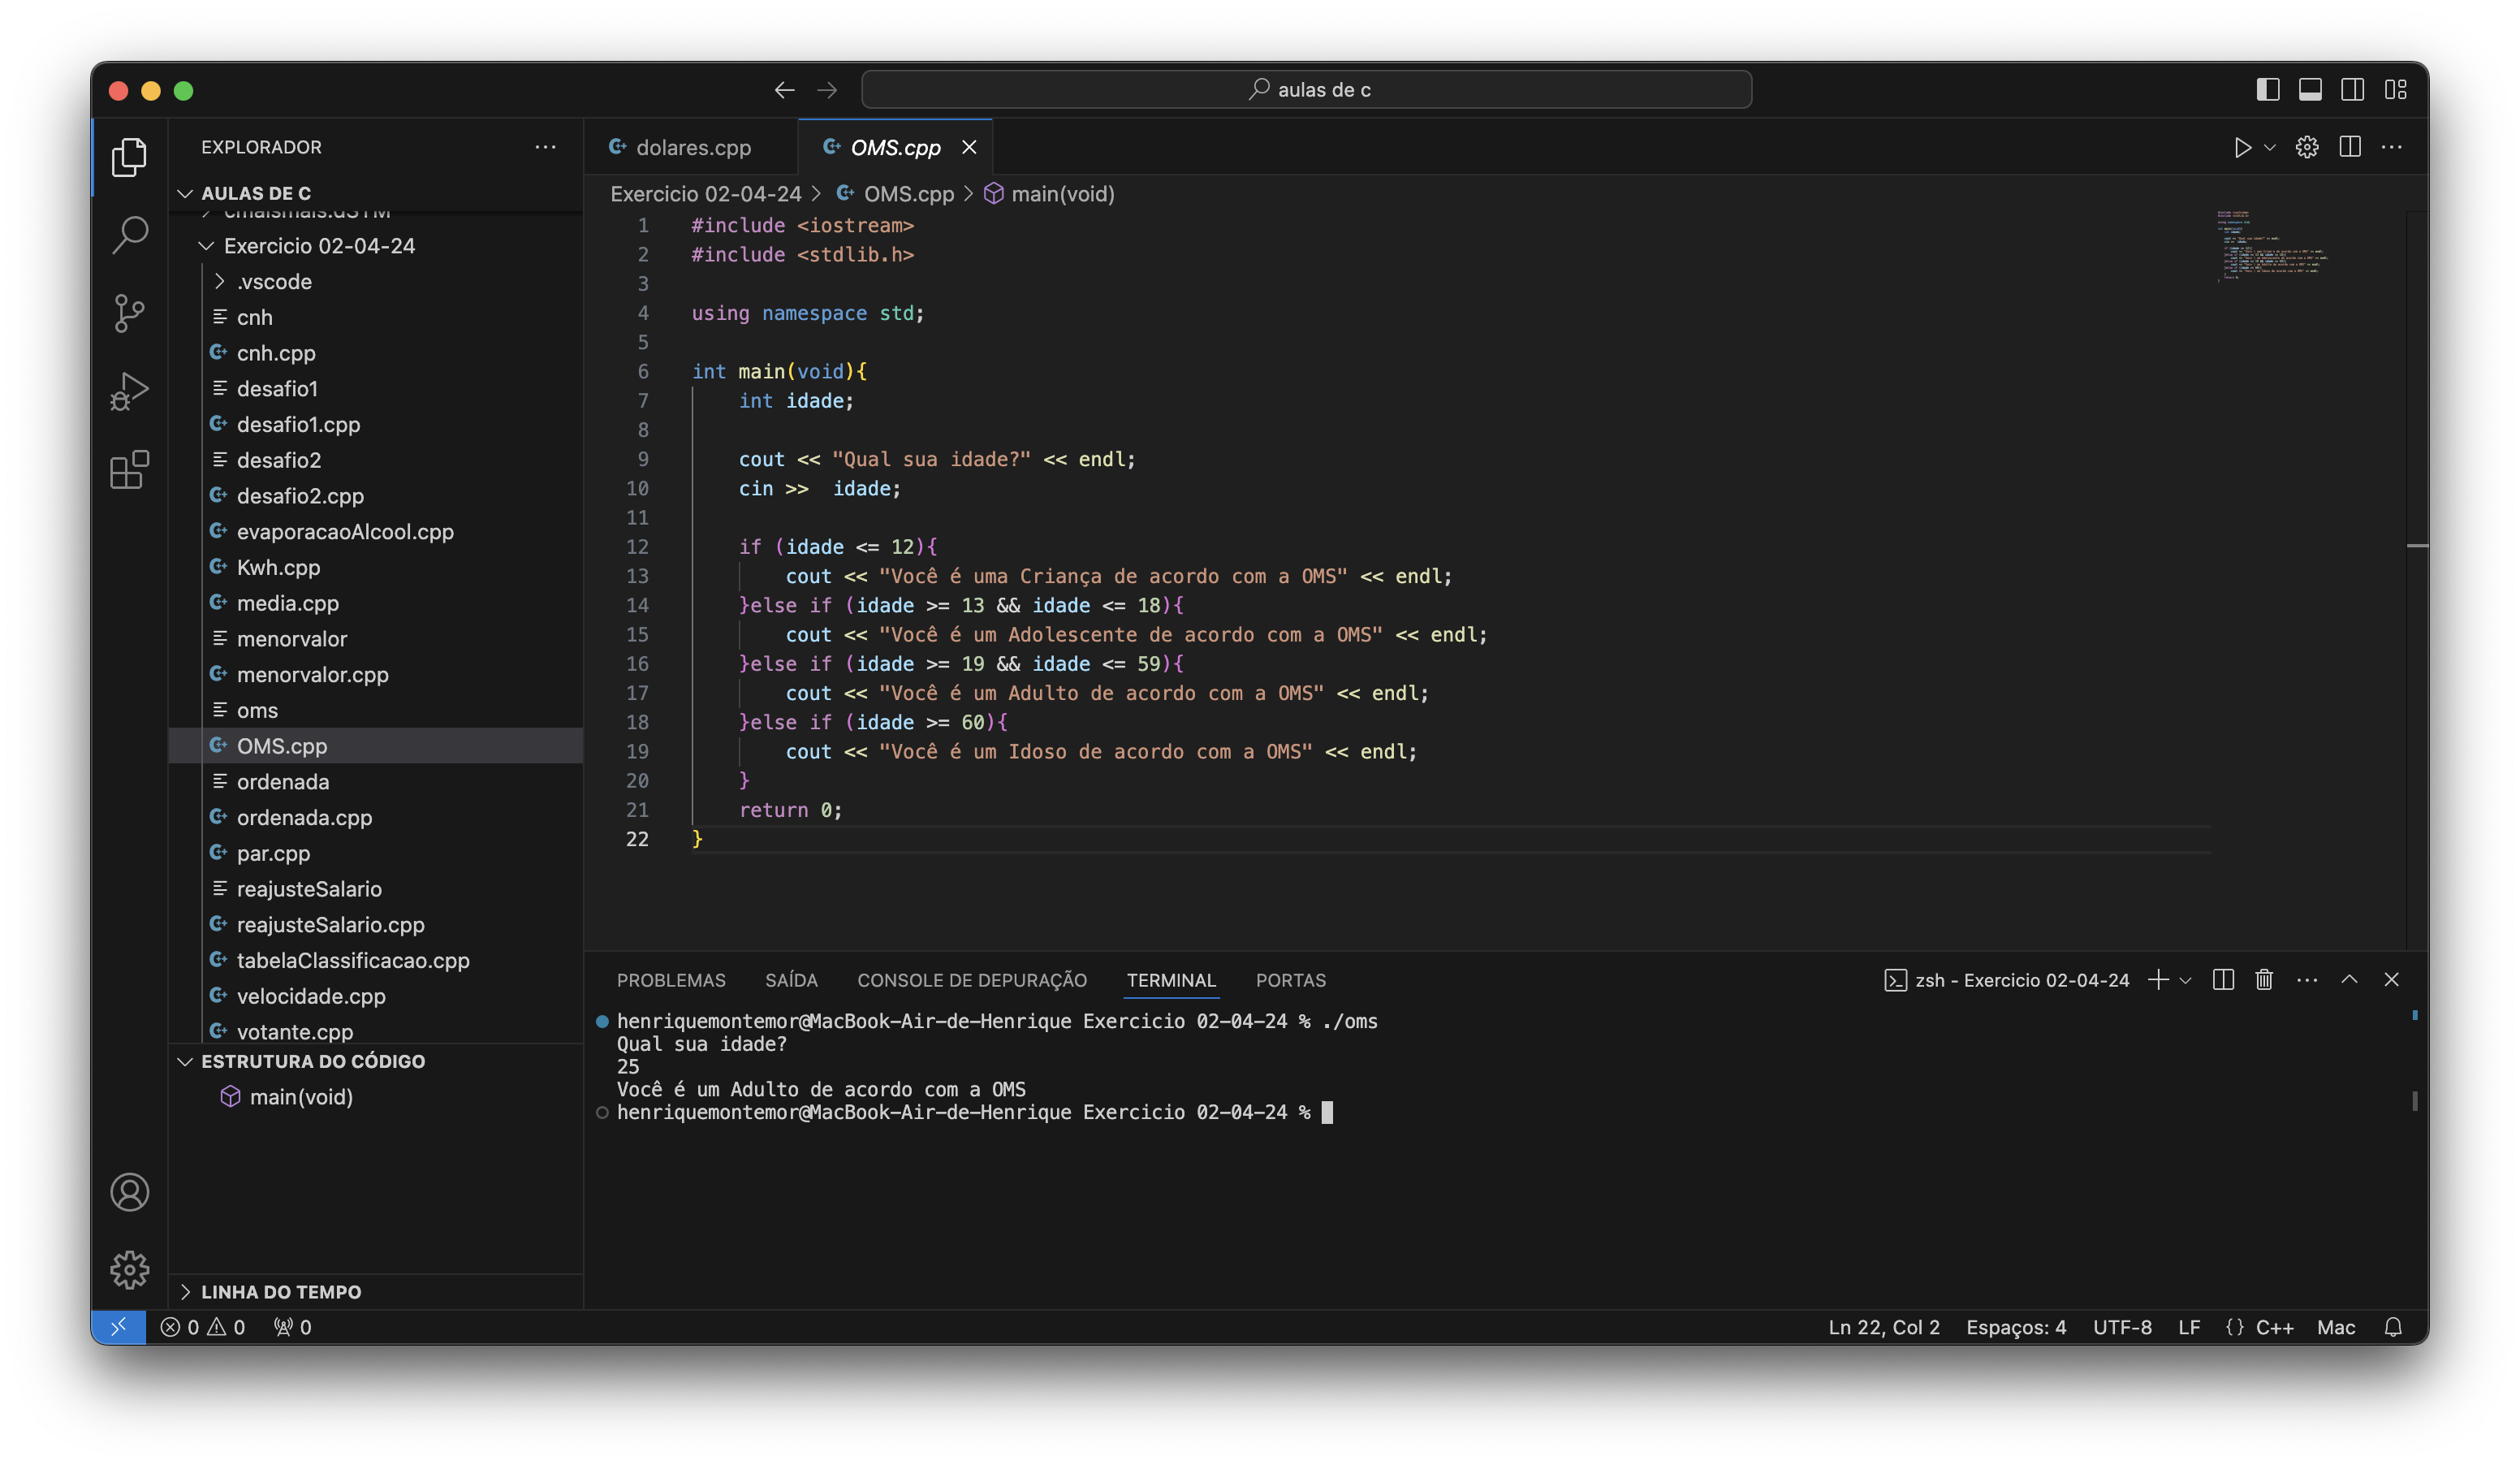 aulas de c
EXPLORADOR
AULAS DE C
cmaismais.dSYM
Exercicio 02-04-24
.vscode
cnh
cnh.cpp
desafio1
desafio1.cpp
desafio2
desafio2.cpp
evaporacaoAlcool.cpp
Kwh.cpp
media.cpp
menorvalor
menorvalor.cpp
oms
OMS.cpp
ordenada
ordenada.cpp
par.cpp
reajusteSalario
reajusteSalario.cpp
tabelaClassificacao.cpp
velocidade.cpp
votante.cpp
ESTRUTURA DO CÓDIGO
main(void)
LINHA DO TEMPO
dolares.cpp OMS.cpp
Exercicio 02-04-24 > OMS.cpp > main(void)
1 #include <iostream>
2 #include <stdlib.h>
3
4 using namespace std;
5
6 int main(void){
7 int idade;
8
9 cout << "Qual sua idade?" << endl;
10 cin >>  idade;
11
12 if (idade <= 12){
13 cout << "Você é uma Criança de acordo com a OMS" << endl;
14 }else if (idade >= 13 && idade <= 18){
15 cout << "Você é um Adolescente de acordo com a OMS" << endl;
16 }else if (idade >= 19 && idade <= 59){
17 cout << "Você é um Adulto de acordo com a OMS" << endl;
18 }else if (idade >= 60){
19 cout << "Você é um Idoso de acordo com a OMS" << endl;
20 }
21 return 0;
22 }
PROBLEMAS SAÍDA CONSOLE DE DEPURAÇÃO TERMINAL PORTAS zsh - Exercicio 02-04-24
henriquemontemor@MacBook-Air-de-Henrique Exercicio 02-04-24 % ./oms
Qual sua idade?
25
Você é um Adulto de acordo com a OMS
henriquemontemor@MacBook-Air-de-Henrique Exercicio 02-04-24 %
0 0 0 Ln 22, Col 2 Espaços: 4 UTF-8 LF {} C++ Mac